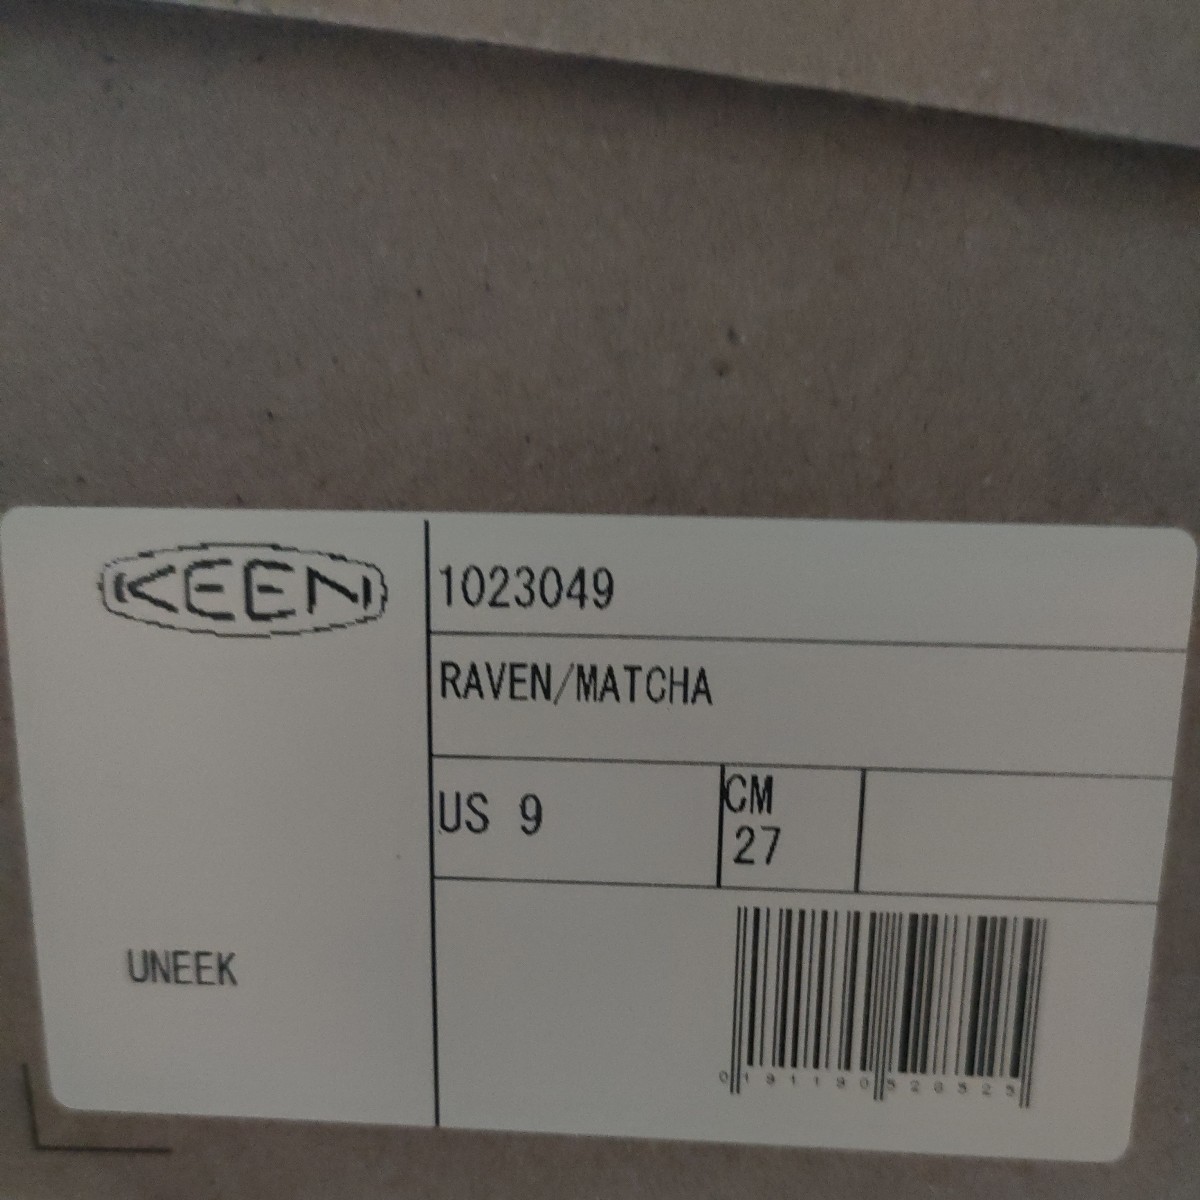 KEEN
1023049
RAVEN/MATCHA
US 9
CM
27
UNEEK